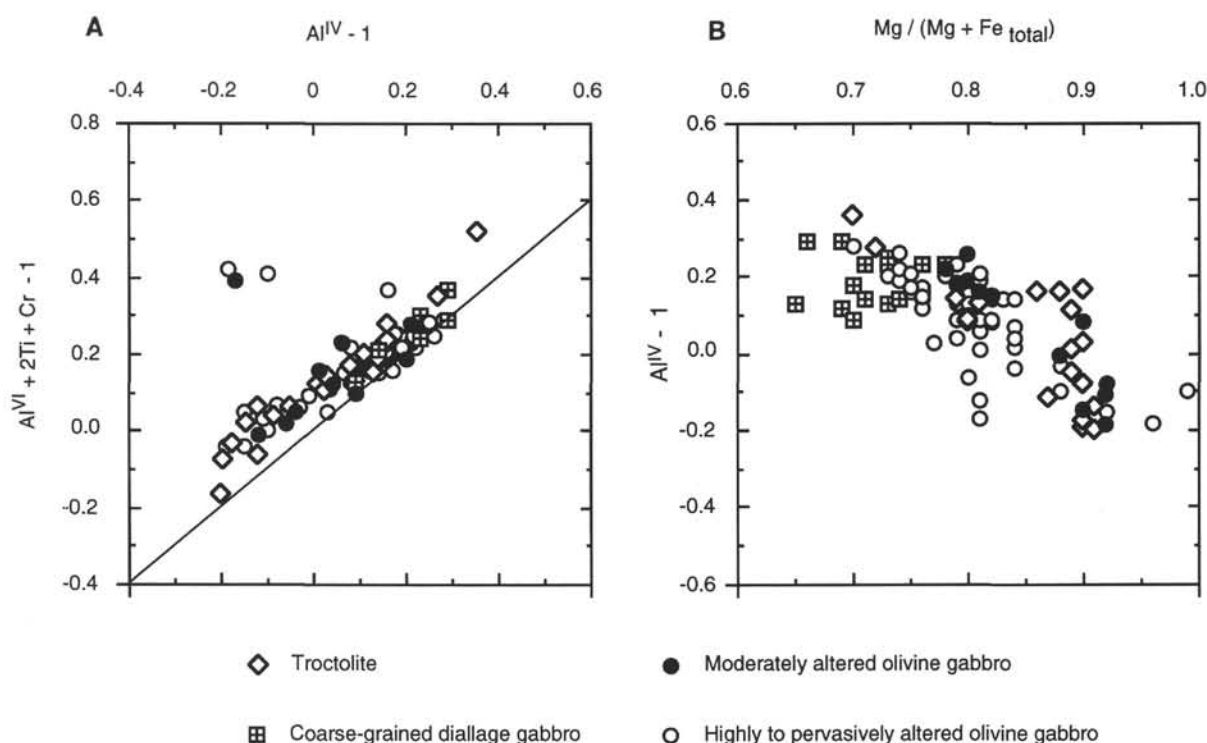 A
Al^IV - 1
-0.4 -0.2 0 0.2 0.4 0.6
Al^VI + 2Ti + Cr - 1
0.8
0.6
0.4
0.2
0.0
-0.2
-0.4
B
Mg / (Mg + Fe total)
0.6 0.7 0.8 0.9 1.0
Al^IV - 1
0.6
0.4
0.2
0.0
-0.2
-0.4
-0.6
Troctolite
Moderately altered olivine gabbro
Coarse-grained diallage gabbro
Highly to pervasively altered olivine gabbro